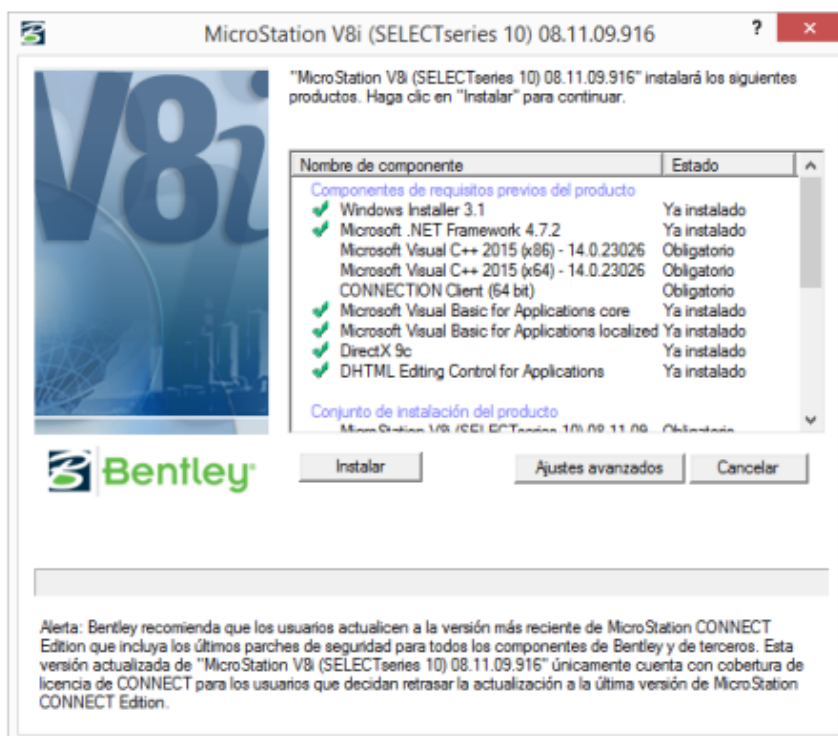 MicroStation V8i (SELECTseries 10) 08.11.09.916
?
V8i
"MicroStation V8i (SELECTseries 10) 08.11.09.916" instalará los siguientes
productos. Haga clic en "Instalar" para continuar.
Nombre de componente Estado
Componentes de requisitos previos del producto
Windows Installer 3.1 Ya instalado
Microsoft .NET Framework 4.7.2 Ya instalado
Microsoft Visual C++ 2015 (x86) - 14.0.23026 Obligatorio
Microsoft Visual C++ 2015 (x64) - 14.0.23026 Obligatorio
CONNECTION Client (64 bit) Obligatorio
Microsoft Visual Basic for Applications core Ya instalado
Microsoft Visual Basic for Applications localized Ya instalado
DirectX 9c Ya instalado
DHTML Editing Control for Applications Ya instalado
Conjunto de instalación del producto
MicroStation V8i (SELECTseries 10) 08.11.09 Obligatorio
Bentley
Instalar Ajustes avanzados Cancelar
Alerta: Bentley recomienda que los usuarios actualicen a la versión más reciente de MicroStation CONNECT
Edition que incluya los últimos parches de seguridad para todos los componentes de Bentley y de terceros. Esta
versión actualizada de "MicroStation V8i (SELECTseries 10) 08.11.09.916" únicamente cuenta con cobertura de
licencia de CONNECT para los usuarios que decidan retrasar la actualización a la última versión de MicroStation
CONNECT Edition.